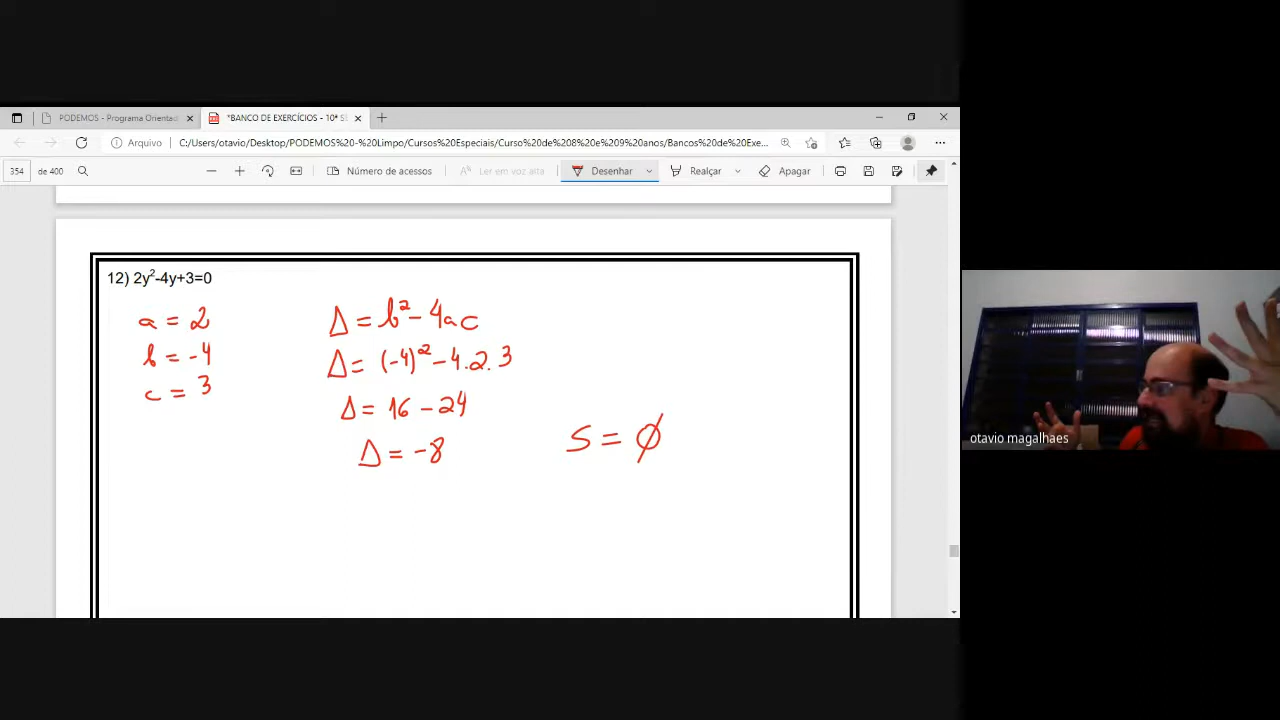 PODEMOS - Programa Orientad
*BANCO DE EXERCÍCIOS - 10ª SE
Arquivo C:/Users/otavio/Desktop/PODEMOS%20-%20Limpo/Cursos%20Especiais/Curso%20de%208%20e%209%20anos/Bancos%20de%20Exe...
354 de 400 Número de acessos Ler em voz alta Desenhar Realçar Apagar
12) 2y²-4y+3=0
a = 2
b = -4
c = 3
Δ = b² - 4ac
Δ = (-4)² - 4.2.3
Δ = 16 - 24
Δ = -8
S = ∅
otavio magalhaes